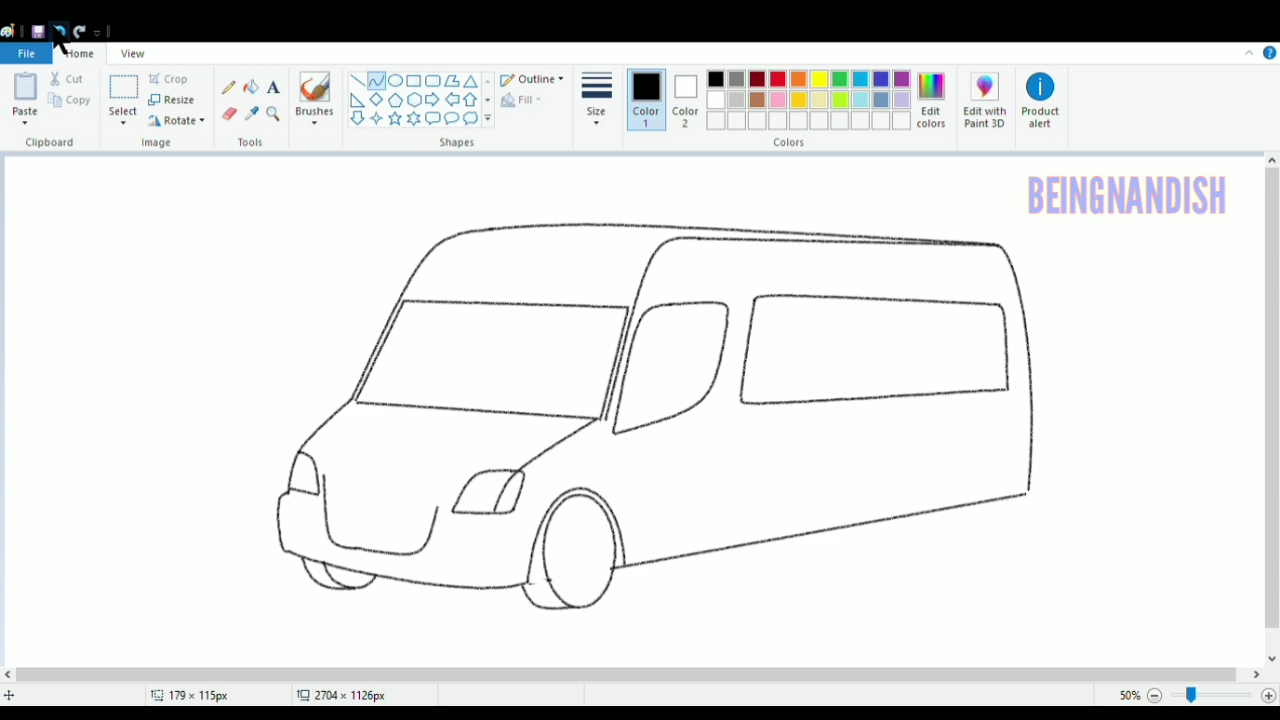 File Home View
Paste
Cut
Copy
Clipboard
Select
Crop
Resize
Rotate
Image
Tools
Brushes
Shapes
Outline
Fill
Size
Color 1
Color 2
Edit colors
Colors
Edit with Paint 3D
Product alert
BEINGNANDISH
179 × 115px 2704 × 1126px 50%